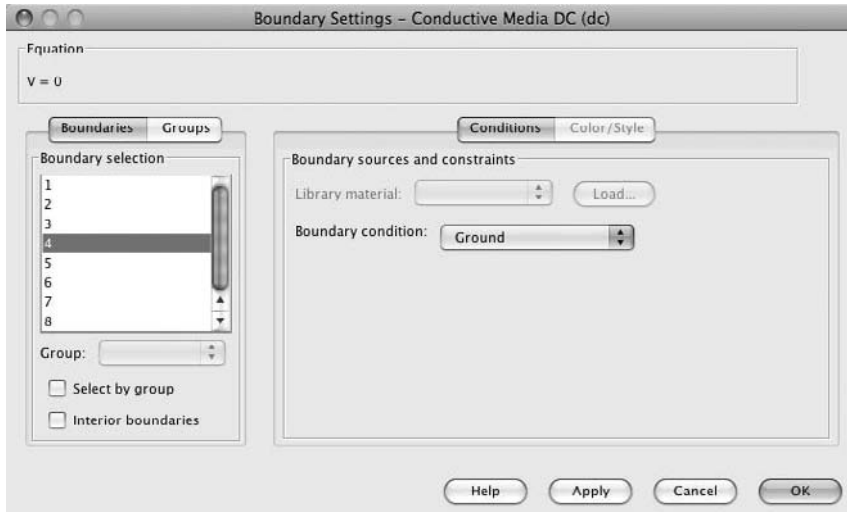 Boundary Settings – Conductive Media DC (dc)
Equation
V = 0
Boundaries Groups
Boundary selection
1
2
3
4
5
6
7
8
Group:
Select by group
Interior boundaries
Conditions Color/Style
Boundary sources and constraints
Library material: Load...
Boundary condition: Ground
Help Apply Cancel OK